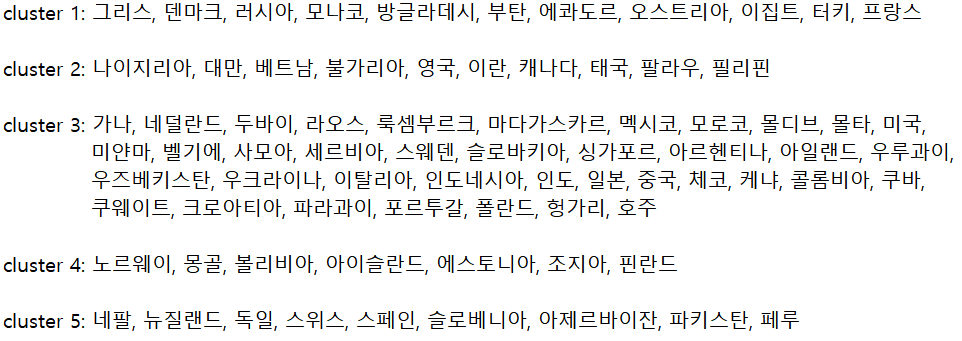 cluster 1: 그리스, 덴마크, 러시아, 모나코, 방글라데시, 부탄, 에콰도르, 오스트리아, 이집트, 터키, 프랑스
cluster 2: 나이지리아, 대만, 베트남, 불가리아, 영국, 이란, 캐나다, 태국, 팔라우, 필리핀
cluster 3: 가나, 네덜란드, 두바이, 라오스, 룩셈부르크, 마다가스카르, 멕시코, 모로코, 몰디브, 몰타, 미국,
미얀마, 벨기에, 사모아, 세르비아, 스웨덴, 슬로바키아, 싱가포르, 아르헨티나, 아일랜드, 우루과이,
우즈베키스탄, 우크라이나, 이탈리아, 인도네시아, 인도, 일본, 중국, 체코, 케냐, 콜롬비아, 쿠바,
쿠웨이트, 크로아티아, 파라과이, 포르투갈, 폴란드, 헝가리, 호주
cluster 4: 노르웨이, 몽골, 볼리비아, 아이슬란드, 에스토니아, 조지아, 핀란드
cluster 5: 네팔, 뉴질랜드, 독일, 스위스, 스페인, 슬로베니아, 아제르바이잔, 파키스탄, 페루